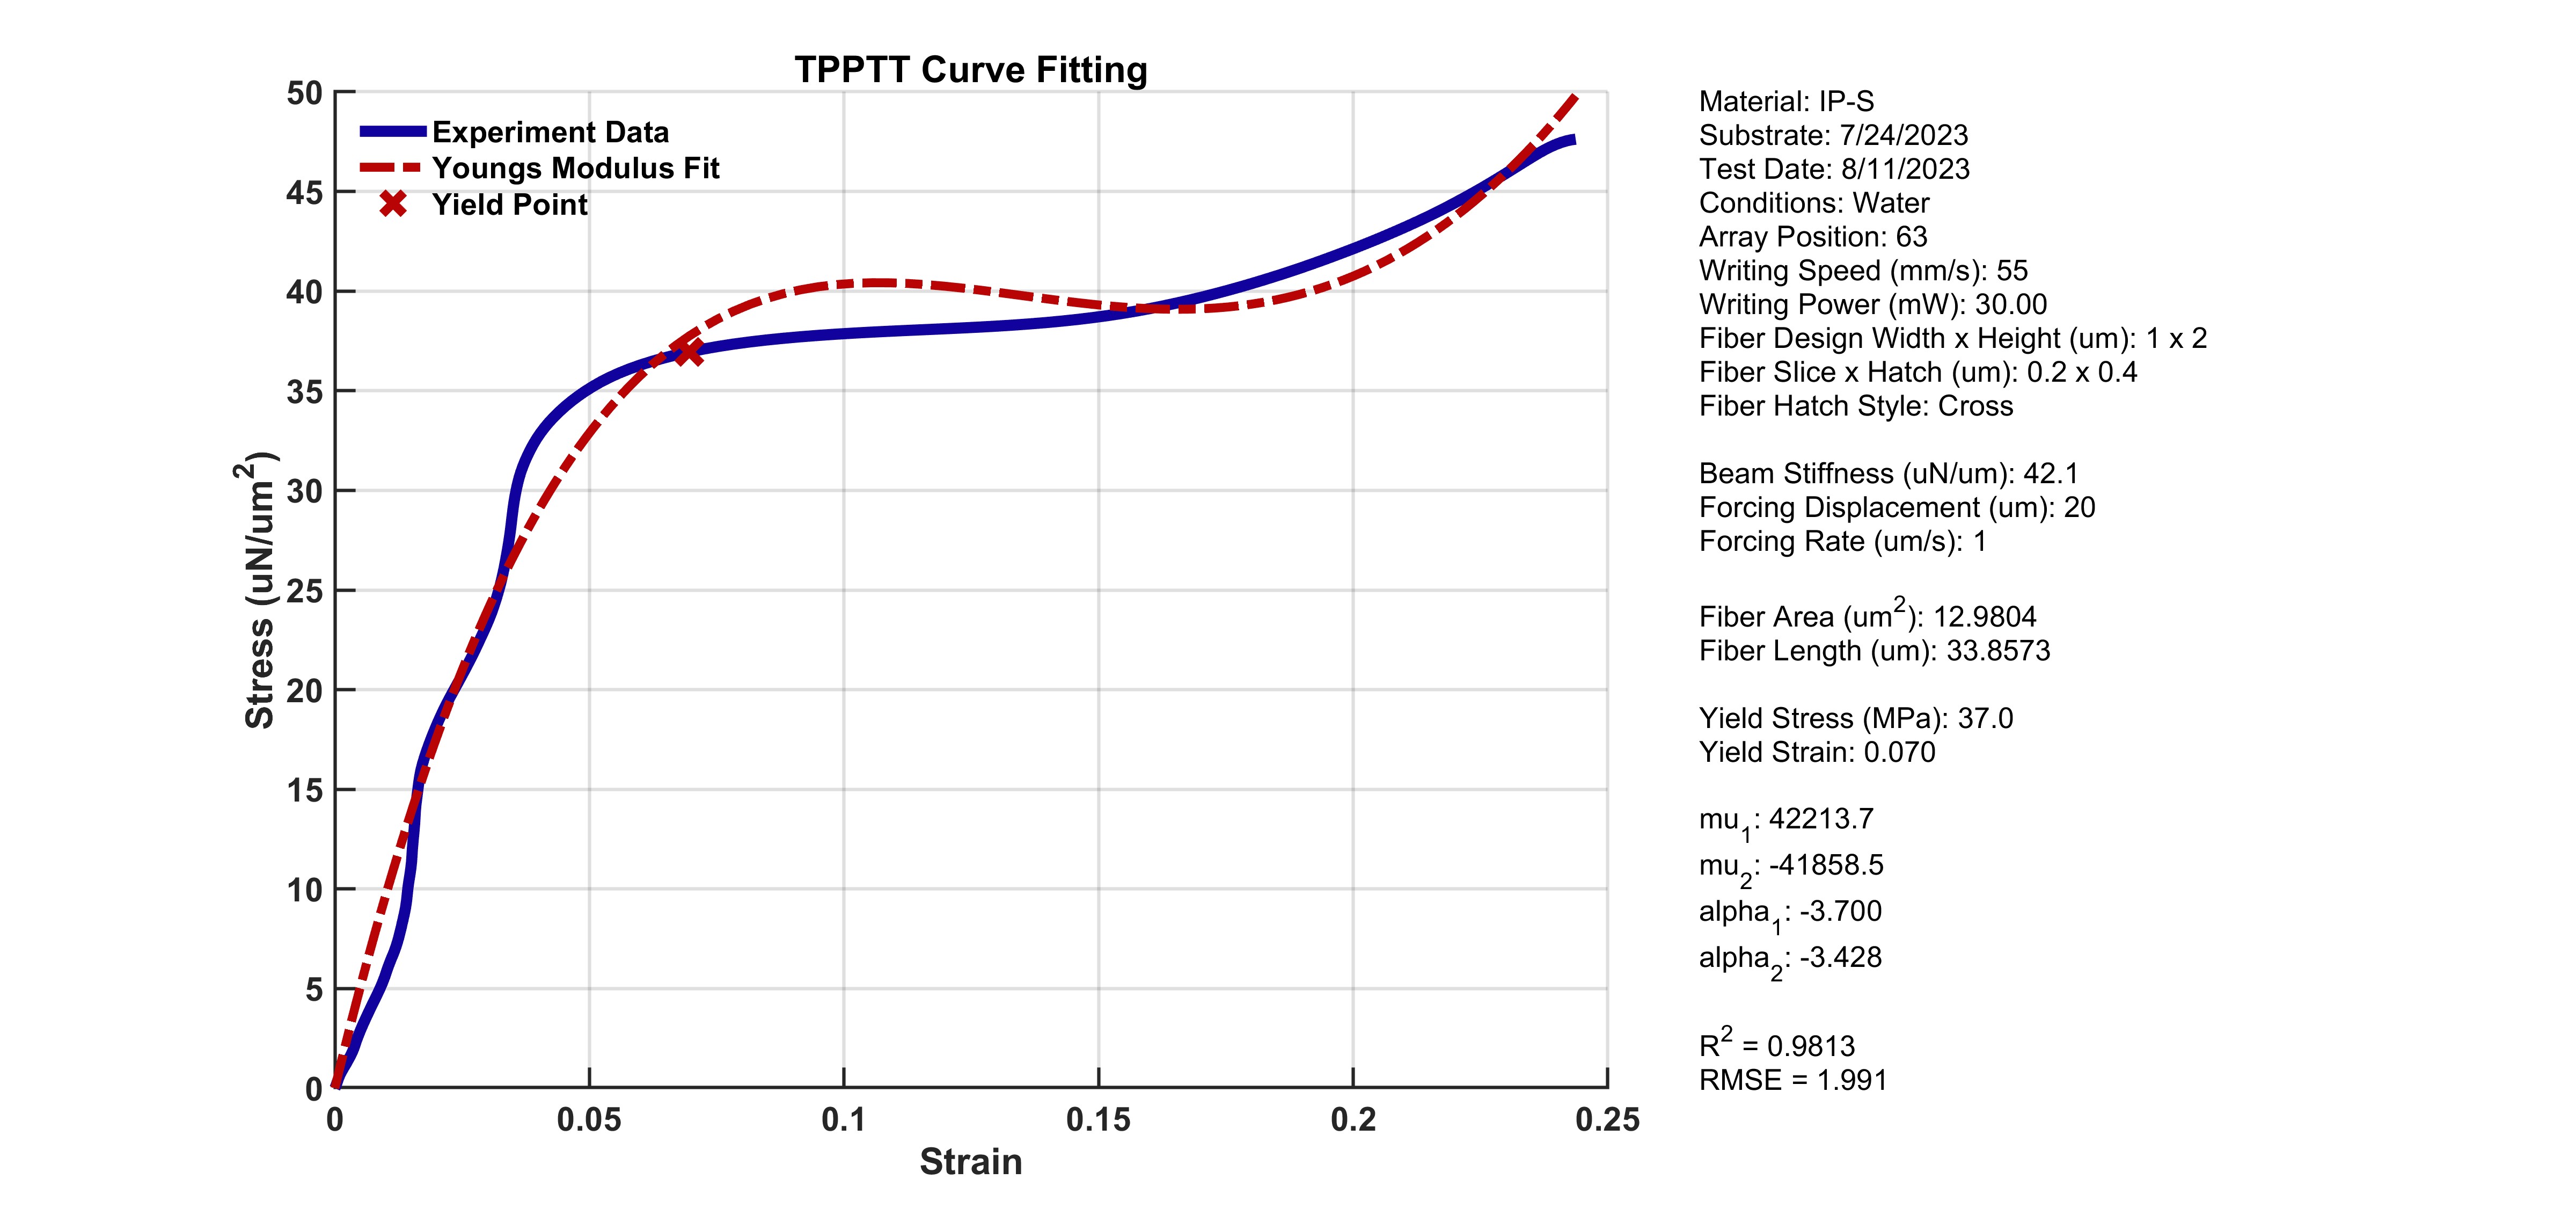 TPPTT Curve Fitting
50
45
40
35
30
25
20
15
10
5
0
Stress (uN/um²)
Experiment Data
Youngs Modulus Fit
Yield Point
0
0.05
0.1
0.15
0.2
0.25
Strain
Material: IP-S
Substrate: 7/24/2023
Test Date: 8/11/2023
Conditions: Water
Array Position: 63
Writing Speed (mm/s): 55
Writing Power (mW): 30.00
Fiber Design Width x Height (um): 1 x 2
Fiber Slice x Hatch (um): 0.2 x 0.4
Fiber Hatch Style: Cross
Beam Stiffness (uN/um): 42.1
Forcing Displacement (um): 20
Forcing Rate (um/s): 1
Fiber Area (um²): 12.9804
Fiber Length (um): 33.8573
Yield Stress (MPa): 37.0
Yield Strain: 0.070
mu₁: 42213.7
mu₂: -41858.5
alpha₁: -3.700
alpha₂: -3.428
R² = 0.9813
RMSE = 1.991